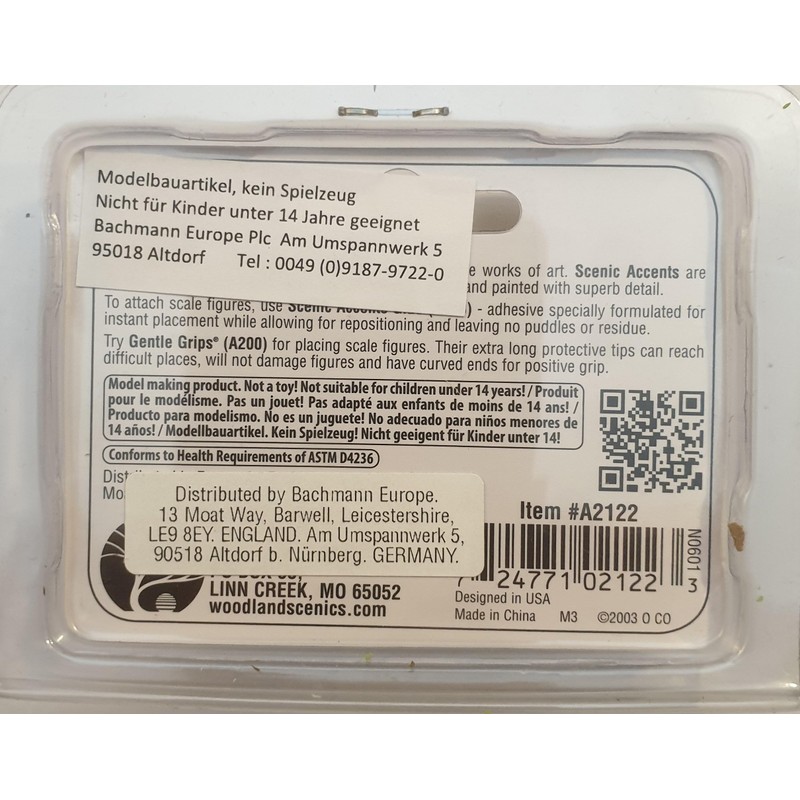 Modelbauartikel, kein Spielzeug
Nicht für Kinder unter 14 Jahre geeignet
Bachmann Europe Plc Am Umspannwerk 5
95018 Altdorf Tel : 0049 (0)9187-9722-0
works of art. Scenic Accents are
and painted with superb detail.
To attach scale figures, use Scenic Accents - adhesive specially formulated for
instant placement while allowing for repositioning and leaving no puddles or residue.
Try Gentle Grips® (A200) for placing scale figures. Their extra long protective tips can reach
difficult places, will not damage figures and have curved ends for positive grip.
Model making product. Not a toy! Not suitable for children under 14 years! / Produit
pour le modélisme. Pas un jouet! Pas adapté aux enfants de moins de 14 ans! /
Producto para modelismo. No es un juguete! No adecuado para niños menores de
14 años! / Modellbauartikel. Kein Spielzeug! Nicht geeigent für Kinder unter 14!
Conforms to Health Requirements of ASTM D4236
Distributed by Bachmann Europe.
13 Moat Way, Barwell, Leicestershire,
LE9 8EY. ENGLAND. Am Umspannwerk 5,
90518 Altdorf b. Nürnberg. GERMANY.
LINN CREEK, MO 65052
woodlandscenics.com
Item #A2122
7 24771 02122 3
N0601
Designed in USA
Made in China M3 ©2003 O CO